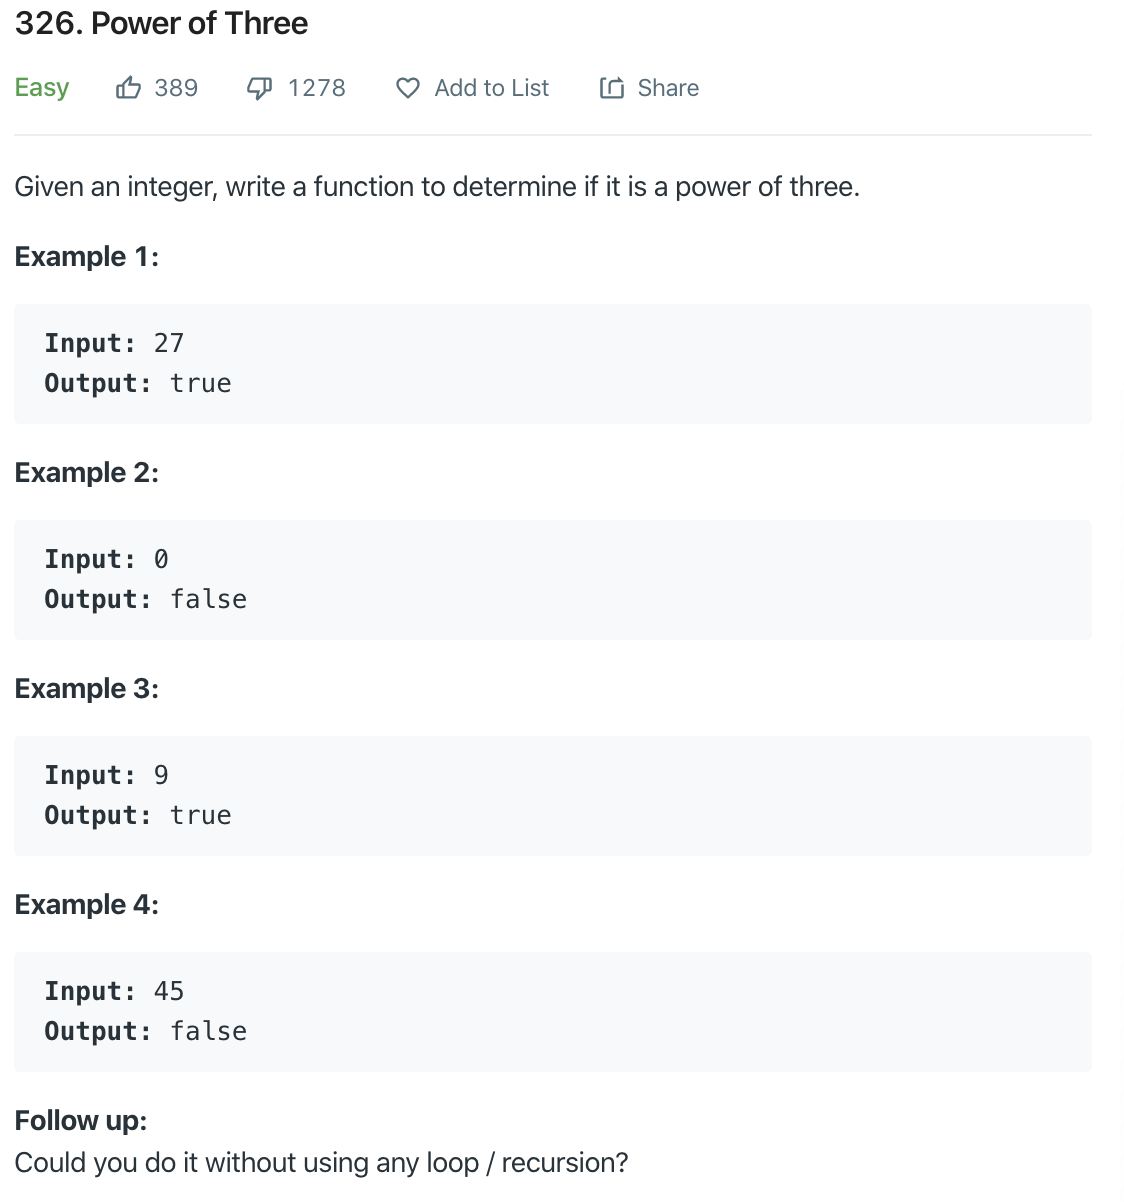 326. Power of Three
Easy 389 1278 Add to List Share
Given an integer, write a function to determine if it is a power of three.
Example 1:
Input: 27
Output: true
Example 2:
Input: 0
Output: false
Example 3:
Input: 9
Output: true
Example 4:
Input: 45
Output: false
Follow up:
Could you do it without using any loop / recursion?